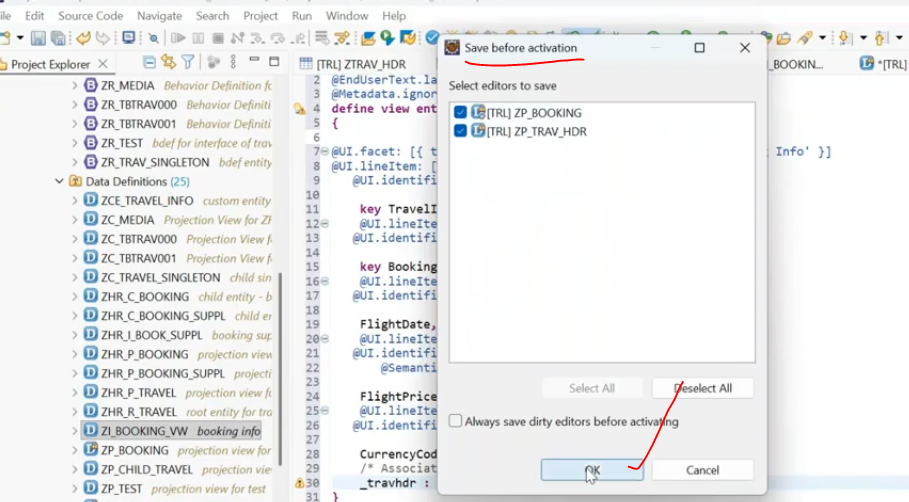 ile Edit Source Code Navigate Search Project Run Window Help
Project Explorer
ZR_MEDIA Behavior Definition fo
ZR_TBTRAV000 Behavior Definition
ZR_TBTRAV001 Behavior Definition
ZR_TEST bdef for interface of trav
ZR_TRAV_SINGLETON bdef entity
Data Definitions (25)
ZCE_TRAVEL_INFO custom entity
ZC_MEDIA Projection View for ZR
ZC_TBTRAV000 Projection View f
ZC_TBTRAV001 Projection View fo
ZC_TRAVEL_SINGLETON child sin
ZHR_C_BOOKING child entity - b
ZHR_C_BOOKING_SUPPL child er
ZHR_I_BOOK_SUPPL booking sup
ZHR_P_BOOKING projection view
ZHR_P_BOOKING_SUPPL projecti
ZHR_P_TRAVEL projection view f
ZHR_R_TRAVEL root entity for tra
ZI_BOOKING_VW booking info
ZP_BOOKING projection view for
ZP_CHILD_TRAVEL projection vie
ZP_TEST projection view for test
[TRL] ZTRAV_HDR
I_BOOKIN...
*[TRL]
2 @EndUserText.la
3 @Metadata.ignor
4 define view ent
5 {
6
7 @UI.facet: [{ t
Info' }]
8 @UI.lineItem: [
9 @UI.identifi
10
11 key TravelI
12 @UI.lineIte
13 @UI.identifi
14
15 key Booking
16 @UI.lineIte
17 @UI.identifi
18
19 FlightDate,
20 @UI.lineIte
21 @UI.identifi
22 @Semanti
23
24 FlightPrice
25 @UI.lineIte
26 @UI.identifi
27
28 CurrencyCod
29 /* Associat
30 _travhdr :
31 }
Save before activation
Select editors to save
[TRL] ZP_BOOKING
[TRL] ZP_TRAV_HDR
Select All
Deselect All
Always save dirty editors before activating
OK
Cancel